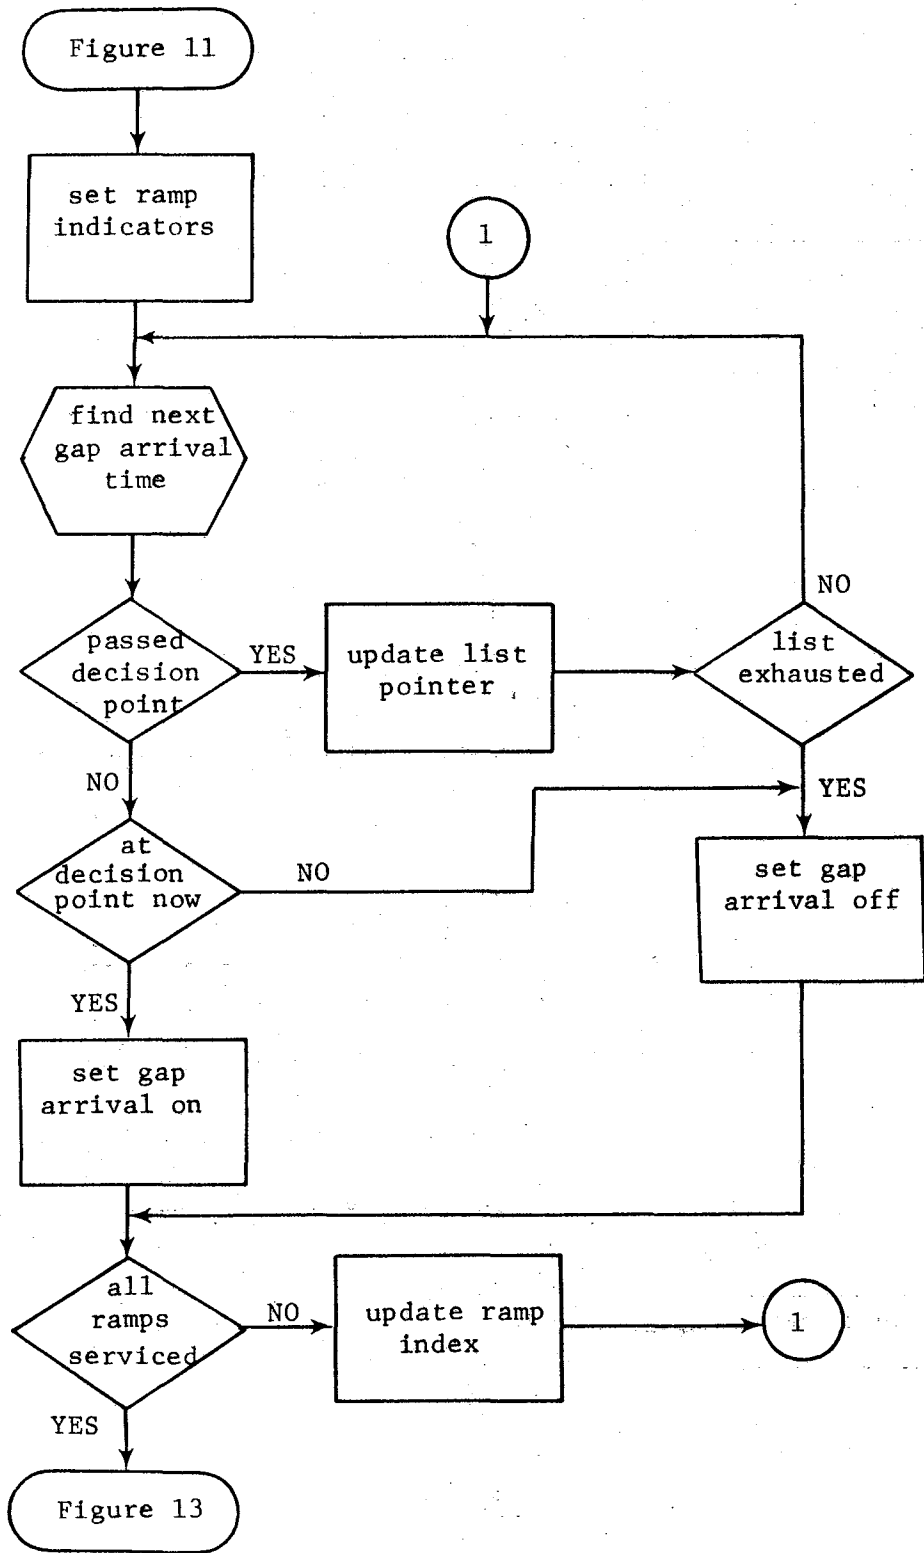 Figure 11
set ramp
indicators
1
find next
gap arrival
time
NO
passed
decision
point
YES
update list
pointer
list
exhausted
NO
YES
at
decision
point now
NO
set gap
arrival off
YES
set gap
arrival on
all
ramps
serviced
NO
update ramp
index
1
YES
Figure 13